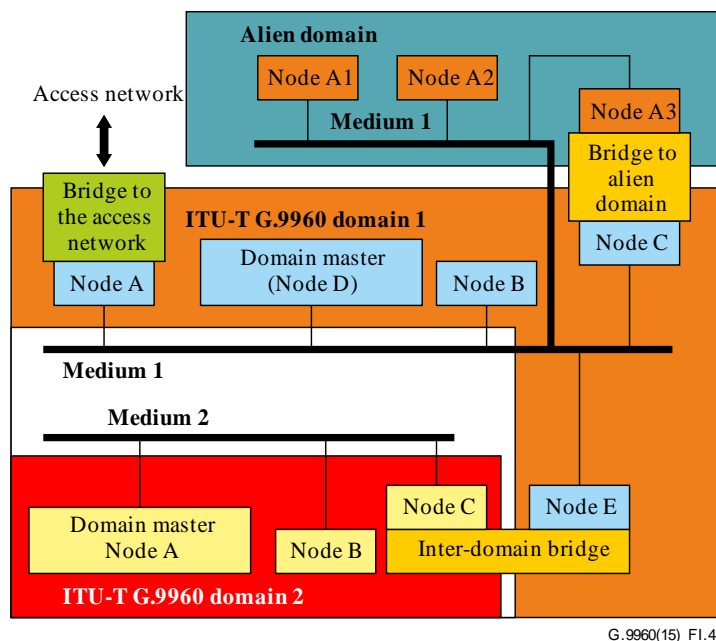 Alien domain
Node A1
Node A2
Access network
Node A3
Medium 1
Bridge to
alien
domain
Bridge to
the access
network
ITU-T G.9960 domain 1
Node C
Domain master
(Node D)
Node A
Node B
Medium 1
Medium 2
Node C
Node E
Domain master
Node A
Node B
Inter-domain bridge
ITU-T G.9960 domain 2
G.9960(15)_FI.4